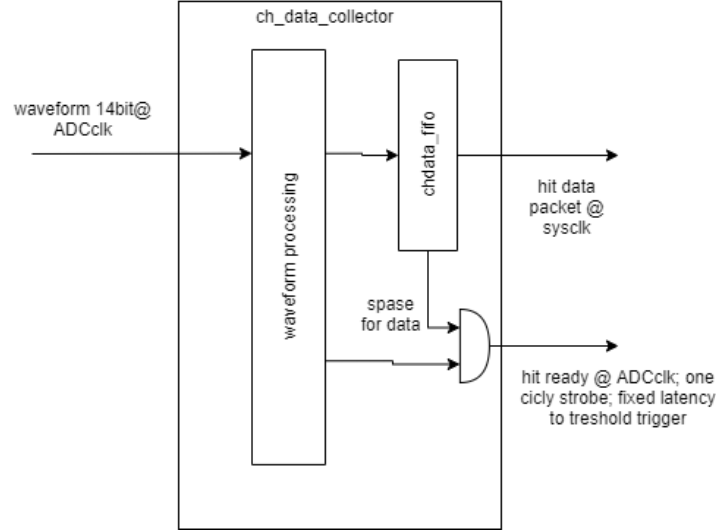 ch_data_collector
waveform 14bit@
ADCclk
waveform processing
chdata_fifo
hit data
packet @
sysclk
spase
for data
hit ready @ ADCclk; one
cicly strobe; fixed latency
to treshold trigger